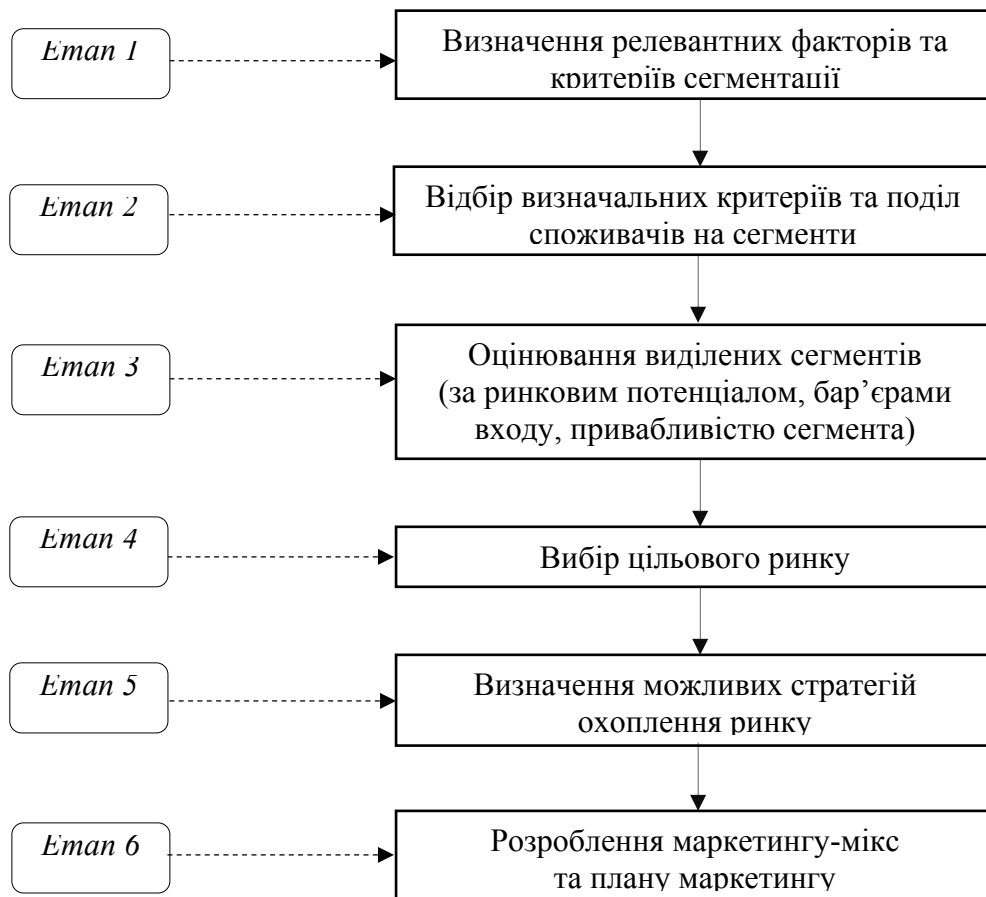 Етап 1
Визначення релевантних факторів та
критеріїв сегментації
Етап 2
Відбір визначальних критеріїв та поділ
споживачів на сегменти
Етап 3
Оцінювання виділених сегментів
(за ринковим потенціалом, бар’єрами
входу, привабливістю сегмента)
Етап 4
Вибір цільового ринку
Етап 5
Визначення можливих стратегій
охоплення ринку
Етап 6
Розроблення маркетингу-мікс
та плану маркетингу